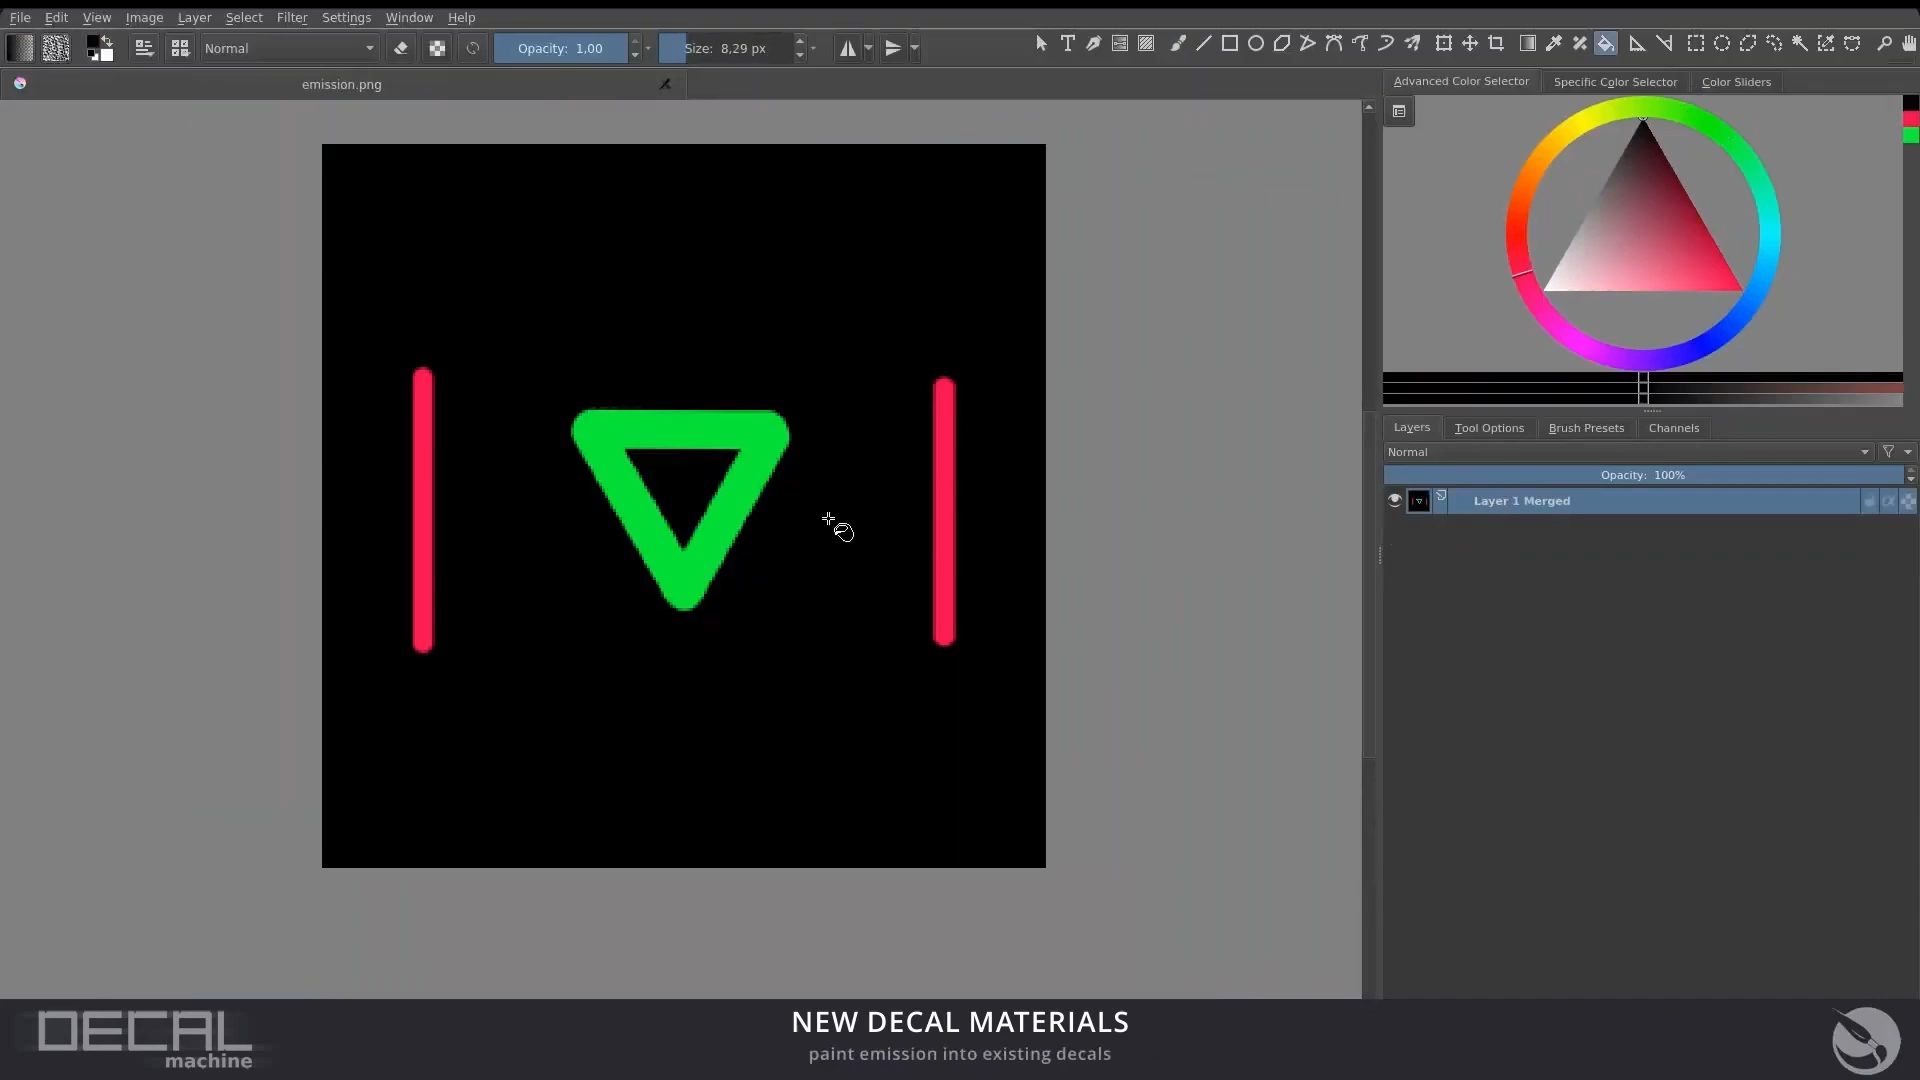 File Edit View Image Layer Select Filter Settings Window Help
Normal Opacity: 1,00 Size: 8,29 px
emission.png
Advanced Color Selector Specific Color Selector Color Sliders
Layers Tool Options Brush Presets Channels
Normal
Opacity: 100%
Layer 1 Merged
DECAL
machine
NEW DECAL MATERIALS
paint emission into existing decals